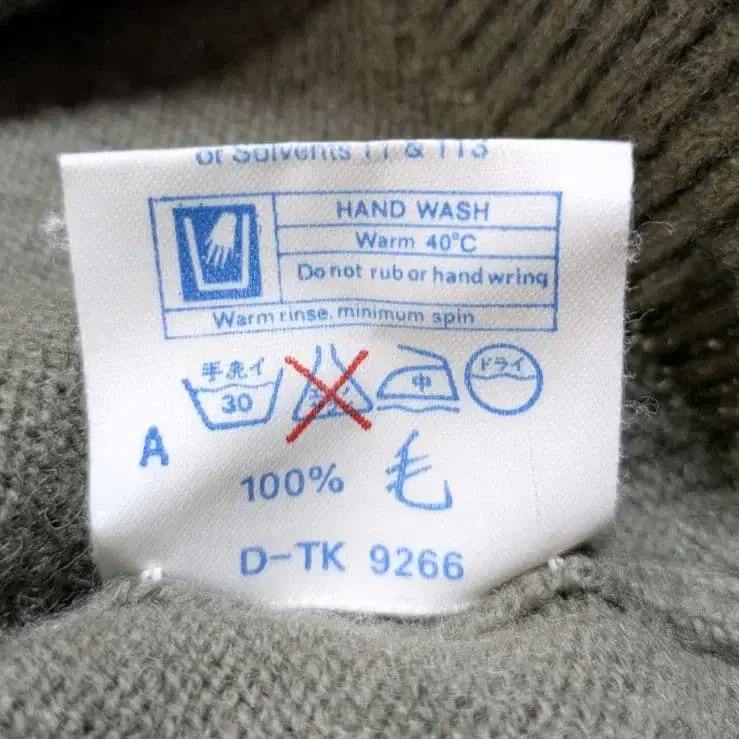 or Solvents 11 & 113
HAND WASH
Warm 40°C
Do not rub or hand wring
Warm rinse. minimum spin
手洗イ 中 ドライ
30
A
100% 毛
D-TK 9266